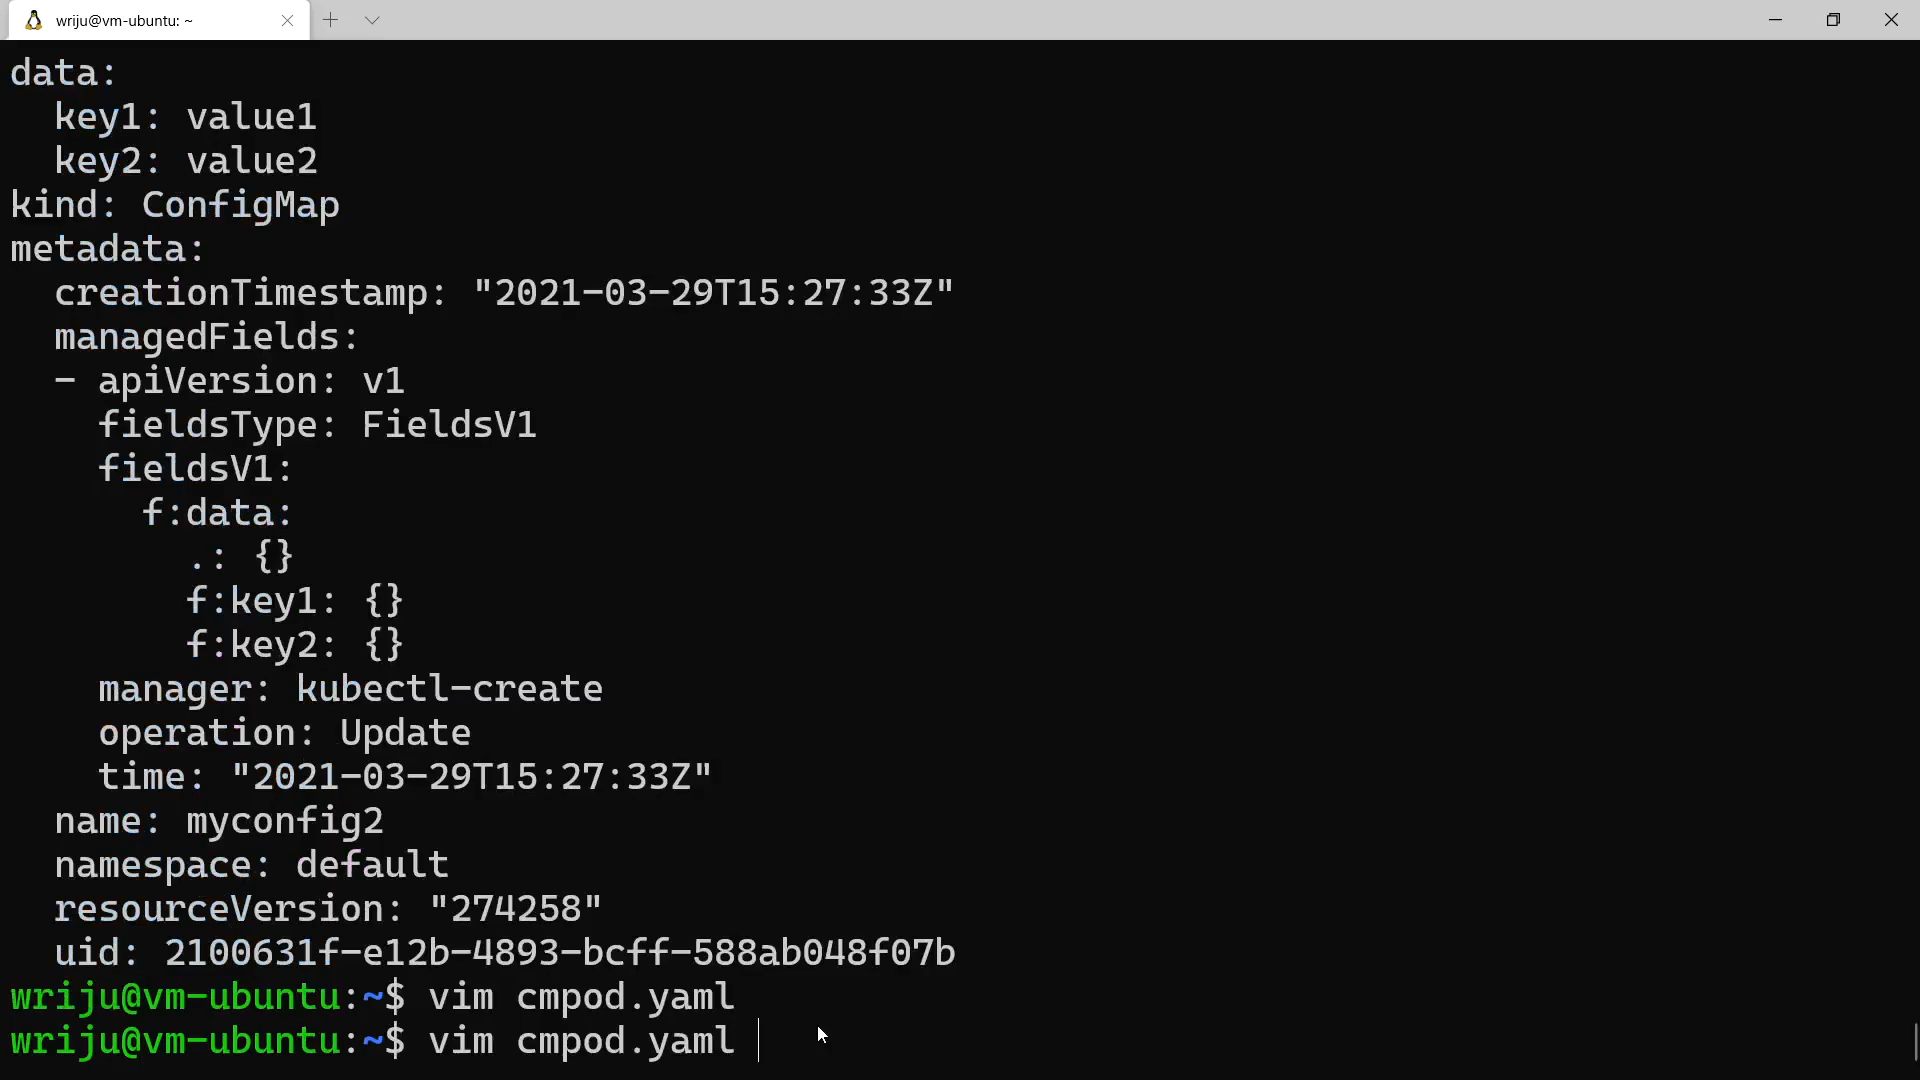 wriju@vm-ubuntu: ~
data:
  key1: value1
  key2: value2
kind: ConfigMap
metadata:
  creationTimestamp: "2021-03-29T15:27:33Z"
  managedFields:
  - apiVersion: v1
    fieldsType: FieldsV1
    fieldsV1:
      f:data:
        .: {}
        f:key1: {}
        f:key2: {}
    manager: kubectl-create
    operation: Update
    time: "2021-03-29T15:27:33Z"
  name: myconfig2
  namespace: default
  resourceVersion: "274258"
  uid: 2100631f-e12b-4893-bcff-588ab048f07b
wriju@vm-ubuntu:~$ vim cmpod.yaml
wriju@vm-ubuntu:~$ vim cmpod.yaml